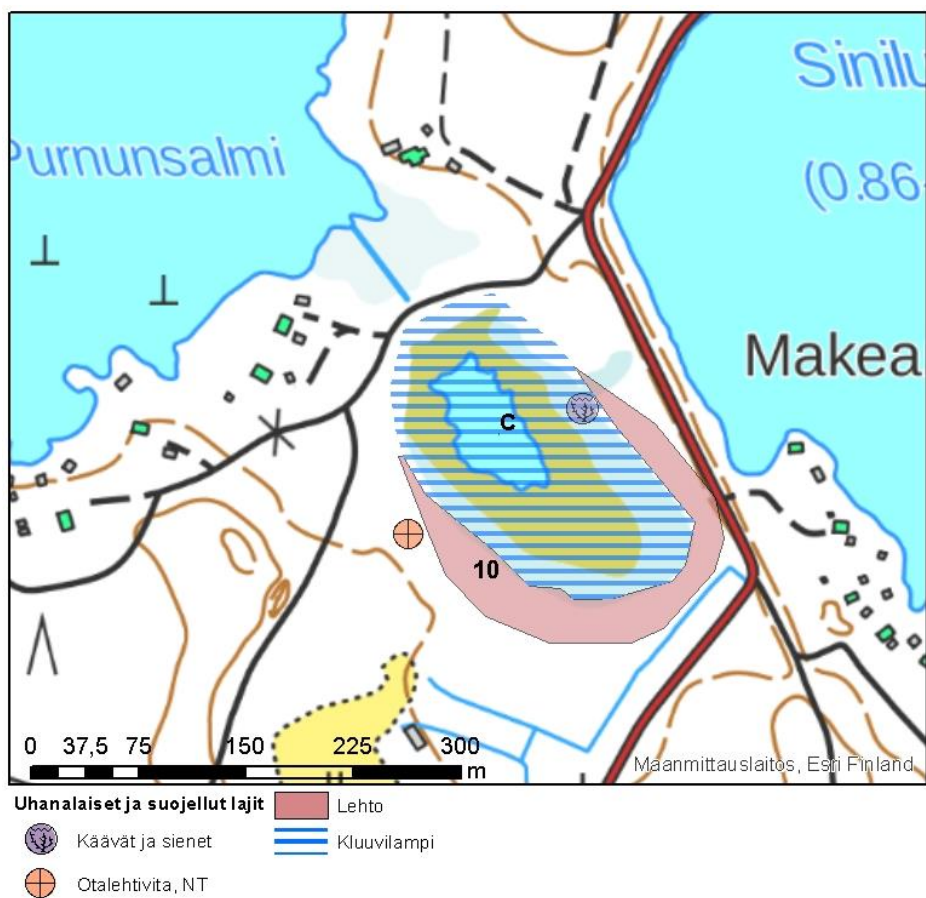 Sinilu
Purnunsalmi
(0.86-
Makea
C
10
0 37,5 75 150 225 300
m
Maanmittauslaitos, Esri Finland
Uhanalaiset ja suojellut lajit
Lehto
Käävät ja sienet
Kluuvilampi
Otalehtivita, NT